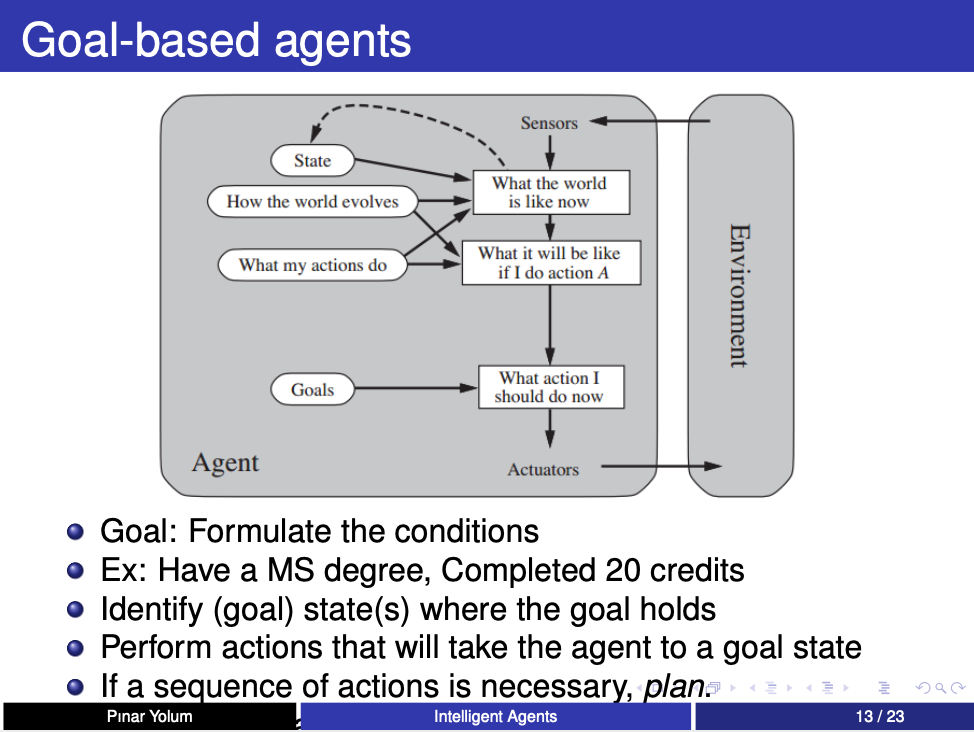 Goal-based agents
Sensors
State
What the world
is like now
How the world evolves
What it will be like
if I do action A
What my actions do
Environment
What action I
should do now
Goals
Agent
Actuators
Goal: Formulate the conditions
Ex: Have a MS degree, Completed 20 credits
Identify (goal) state(s) where the goal holds
Perform actions that will take the agent to a goal state
If a sequence of actions is necessary, plan.
Pınar Yolum
Intelligent Agents
13 / 23